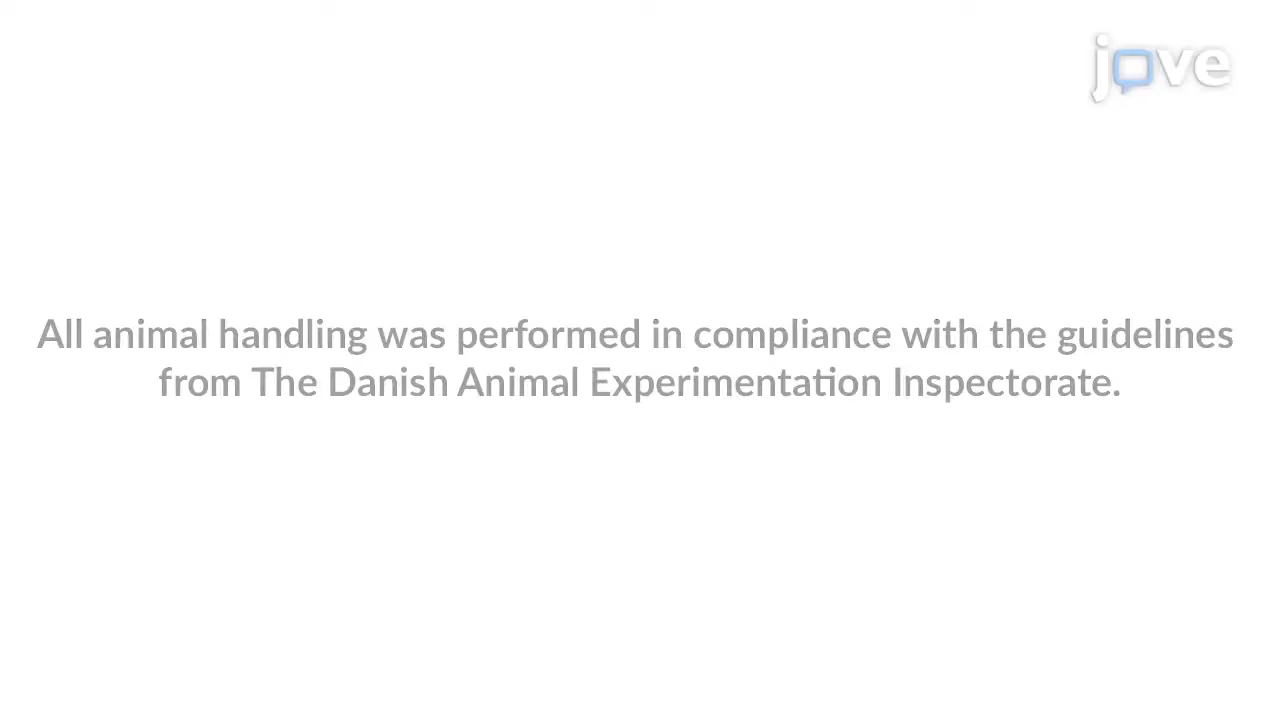 jove
All animal handling was performed in compliance with the guidelines
from The Danish Animal Experimentation Inspectorate.